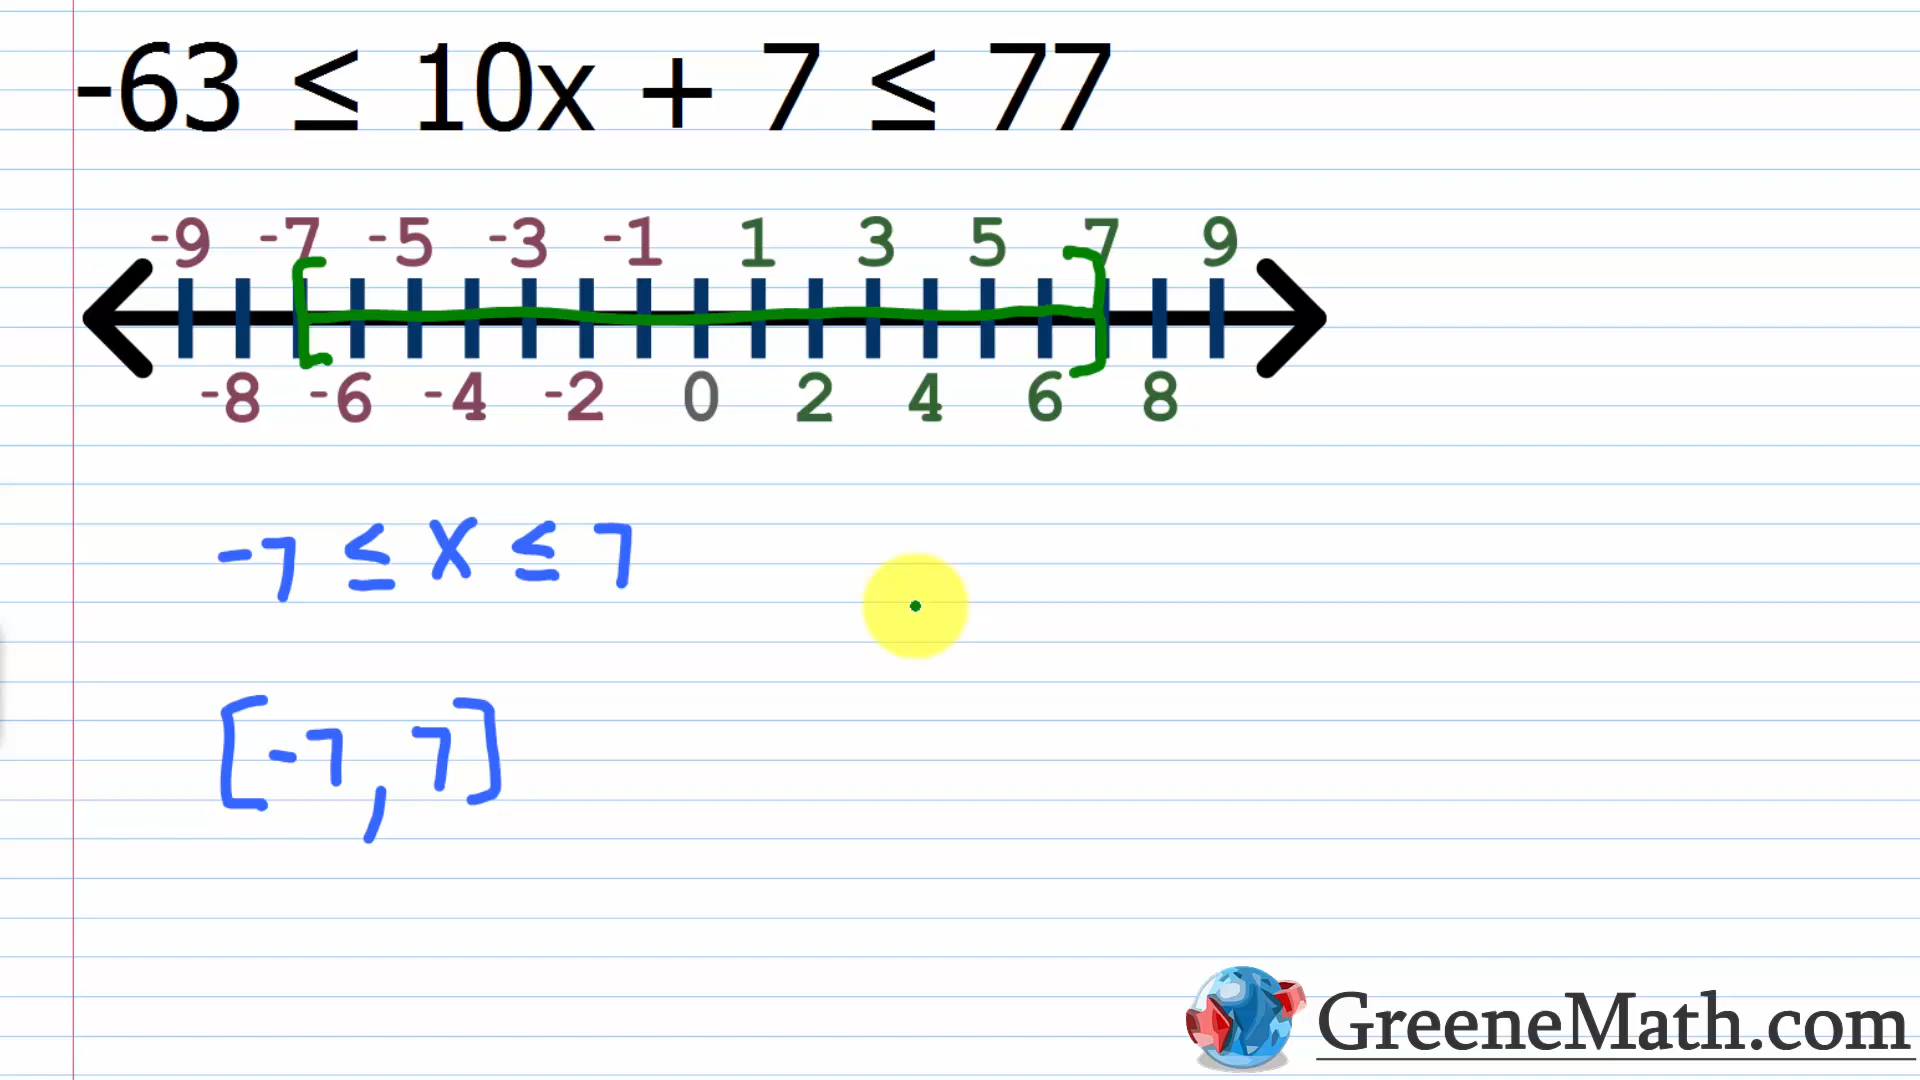 -63 ≤ 10x + 7 ≤ 77
-9 -7 -5 -3 -1 1 3 5 7 9
-8 -6 -4 -2 0 2 4 6 8
-7 ≤ x ≤ 7
[-7, 7]
GreeneMath.com